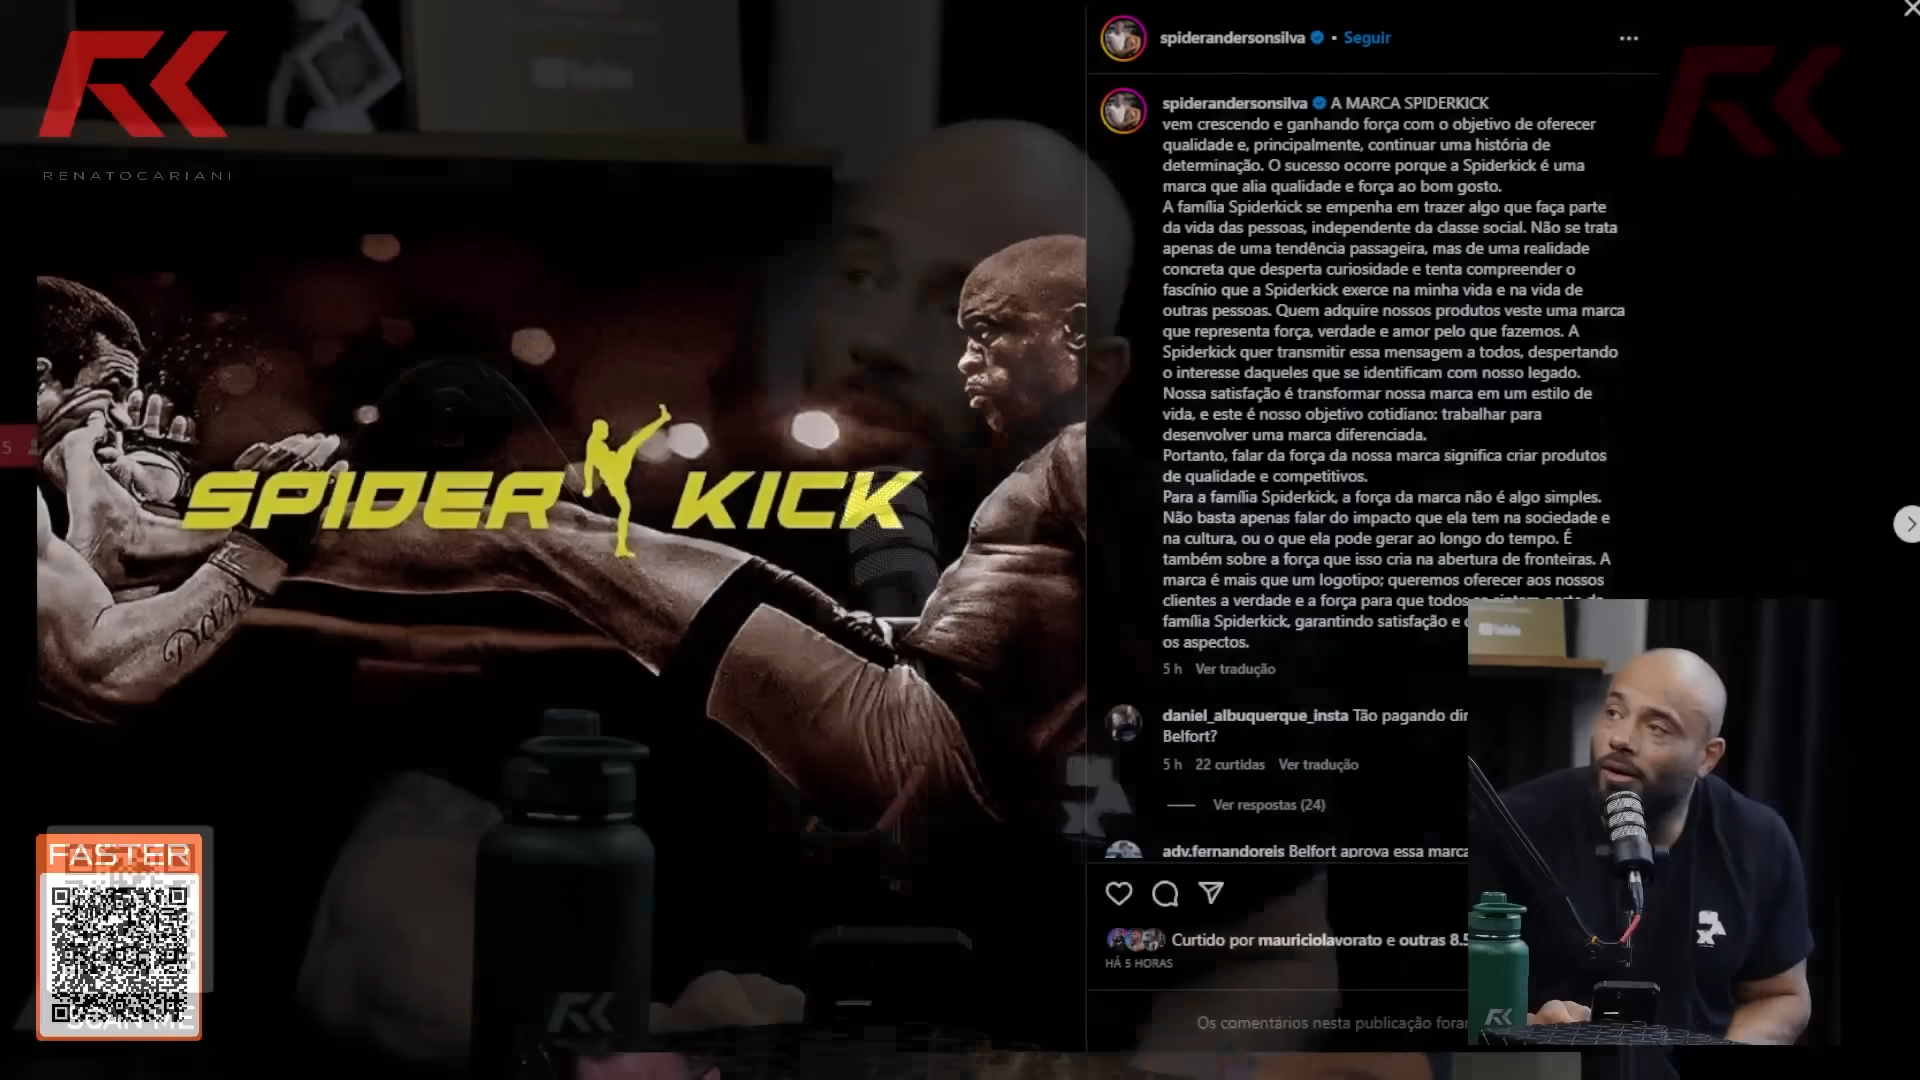 RENATOCARIANI
spiderandersonsilva • Seguir
spiderandersonsilva A MARCA SPIDERKICK
vem crescendo e ganhando força com o objetivo de oferecer
qualidade e, principalmente, continuar uma história de
determinação. O sucesso ocorre porque a Spiderkick é uma
marca que alia qualidade e força ao bom gosto.
A família Spiderkick se empenha em trazer algo que faça parte
da vida das pessoas, independente da classe social. Não se trata
apenas de uma tendência passageira, mas de uma realidade
concreta que desperta curiosidade e tenta compreender o
fascínio que a Spiderkick exerce na minha vida e na vida de
outras pessoas. Quem adquire nossos produtos veste uma marca
que representa força, verdade e amor pelo que fazemos. A
Spiderkick quer transmitir essa mensagem a todos, despertando
o interesse daqueles que se identificam com nosso legado.
Nossa satisfação é transformar nossa marca em um estilo de
vida, e este é nosso objetivo cotidiano: trabalhar para
desenvolver uma marca diferenciada.
Portanto, falar da força da nossa marca significa criar produtos
de qualidade e competitivos.
Para a família Spiderkick, a força da marca não é algo simples.
Não basta apenas falar do impacto que ela tem na sociedade e
na cultura, ou o que ela pode gerar ao longo do tempo. É
também sobre a força que isso cria na abertura de fronteiras. A
marca é mais que um logotipo; queremos oferecer aos nossos
clientes a verdade e a força para que todos
família Spiderkick, garantindo satisfação e
os aspectos.
5 h Ver tradução
daniel_albuquerque_insta Tão pagando
Belfort?
5 h 22 curtidas Ver tradução
Ver respostas (24)
adv.fernandoreis Belfort aprova essa marca
Curtido por mauriciolavorato e outras 8.5
HÁ 5 HORAS
Os comentários nesta publicação
SPIDER KICK
FASTER
SCAN ME
5